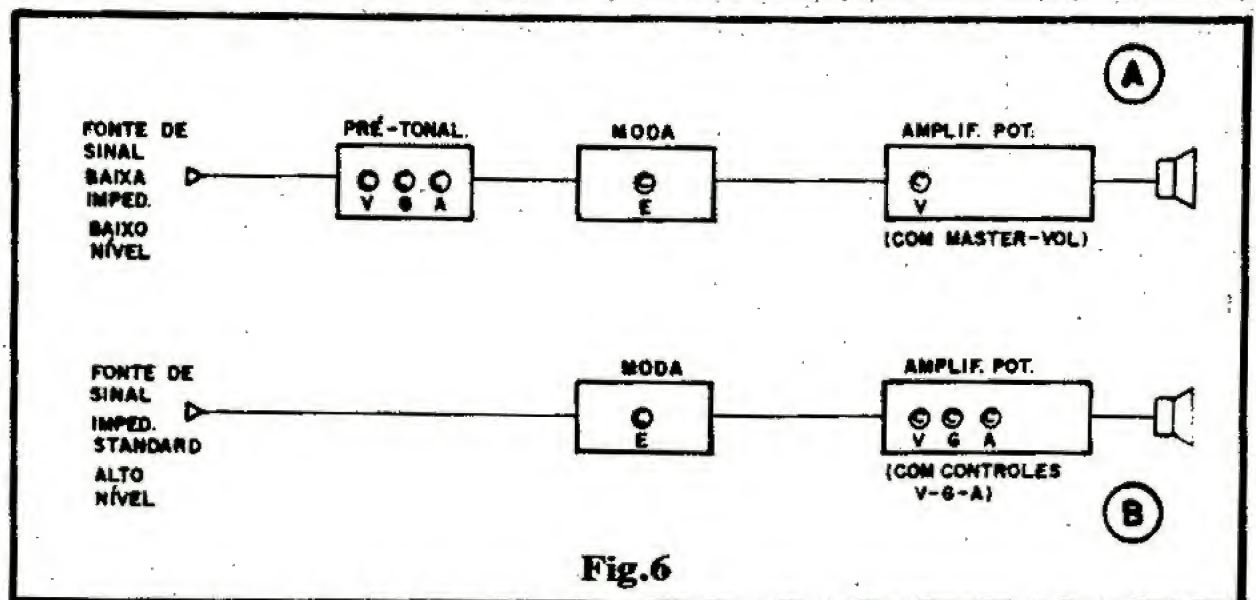 A
FONTE DE
SINAL
BAIXA
IMPED.
BAIXO
NÍVEL
PRÉ-TONAL.
V G A
MODA
E
AMPLIF. POT.
V
(COM MASTER-VOL)
FONTE DE
SINAL
IMPED.
STANDARD
ALTO
NÍVEL
MODA
E
AMPLIF. POT.
V G A
(COM CONTROLES
V-G-A)
B
Fig.6